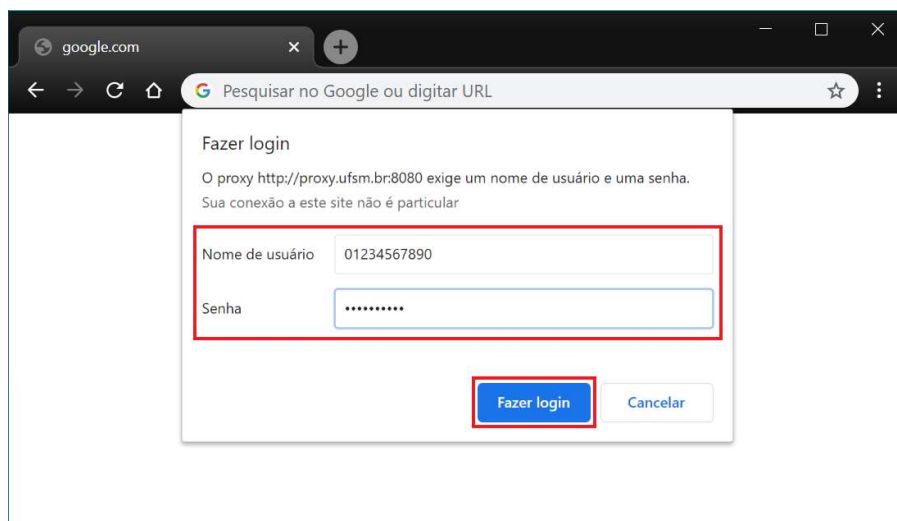 google.com
Pesquisar no Google ou digitar URL
Fazer login
O proxy http://proxy.ufsm.br:8080 exige um nome de usuário e uma senha.
Sua conexão a este site não é particular
Nome de usuário 01234567890
Senha ••••••••••
Fazer login Cancelar